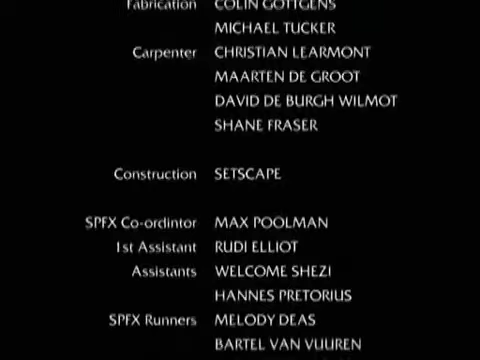 Fabrication COLIN GOTTGENS
MICHAEL TUCKER
Carpenter CHRISTIAN LEARMONT
MAARTEN DE GROOT
DAVID DE BURGH WILMOT
SHANE FRASER
Construction SETSCAPE
SPFX Co-ordintor MAX POOLMAN
1st Assistant RUDI ELLIOT
Assistants WELCOME SHEZI
HANNES PRETORIUS
SPFX Runners MELODY DEAS
BARTEL VAN VUUREN